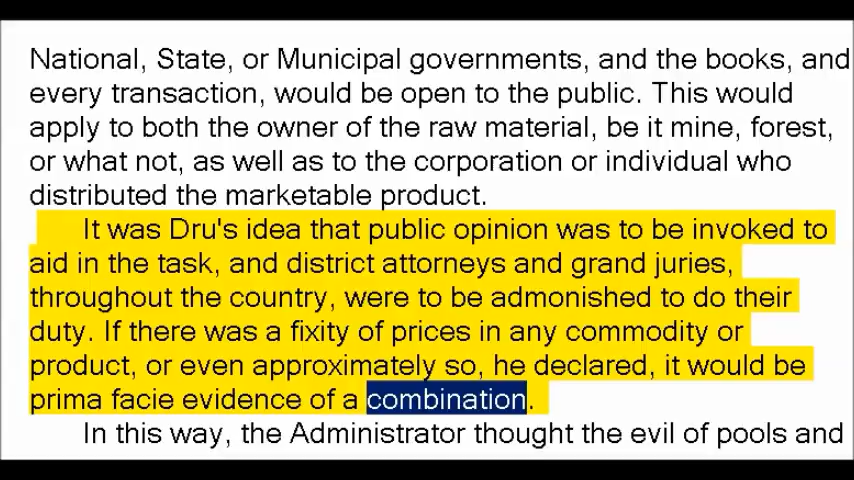 National, State, or Municipal governments, and the books, and
every transaction, would be open to the public. This would
apply to both the owner of the raw material, be it mine, forest,
or what not, as well as to the corporation or individual who
distributed the marketable product.
It was Dru's idea that public opinion was to be invoked to
aid in the task, and district attorneys and grand juries,
throughout the country, were to be admonished to do their
duty. If there was a fixity of prices in any commodity or
product, or even approximately so, he declared, it would be
prima facie evidence of a combination.
In this way, the Administrator thought the evil of pools and